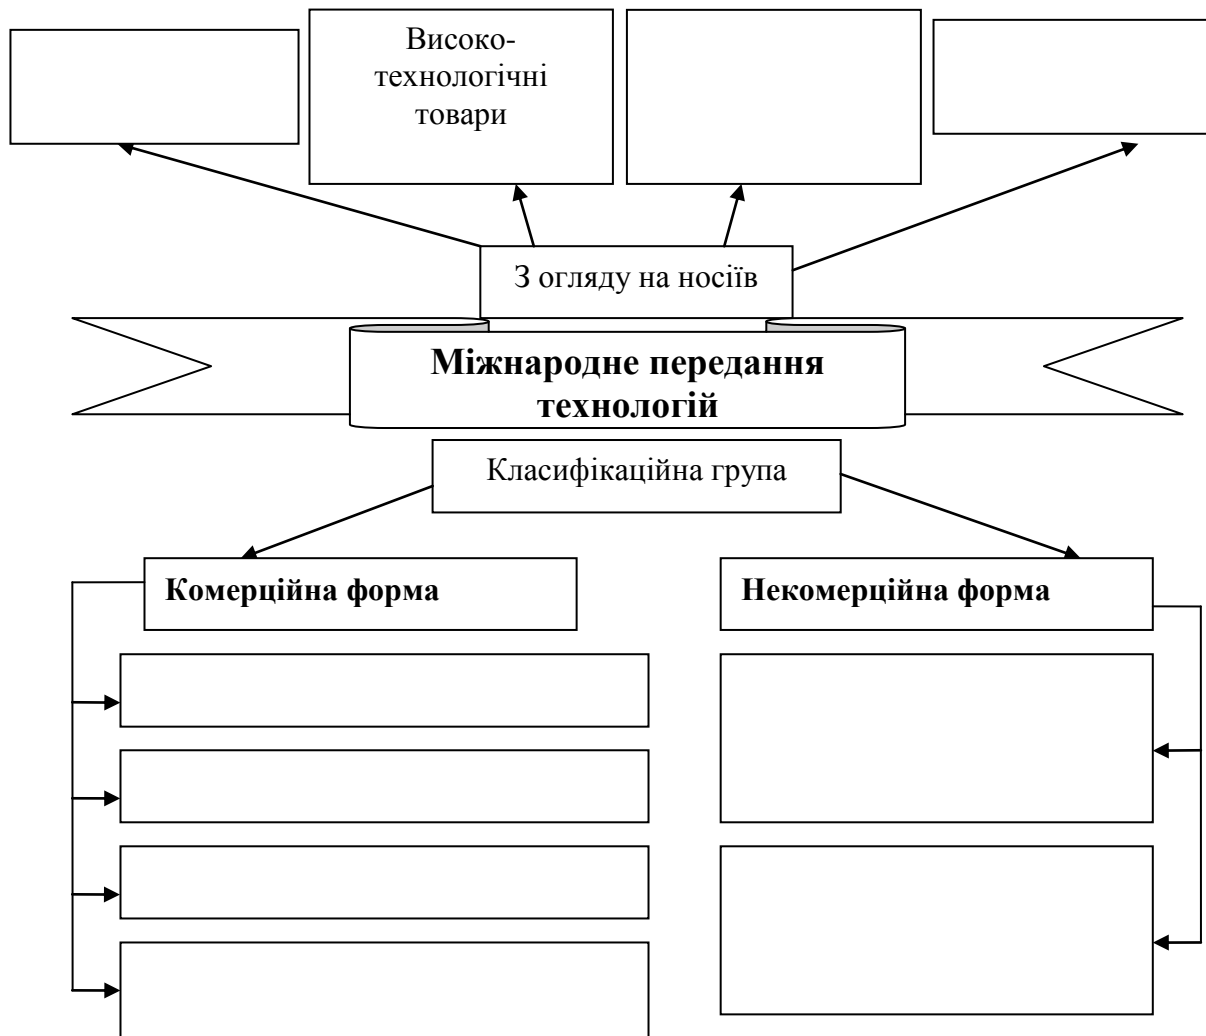 Високо-
технологічні
товари
З огляду на носіїв
Міжнародне передання
технологій
Класифікаційна група
Комерційна форма
Некомерційна форма